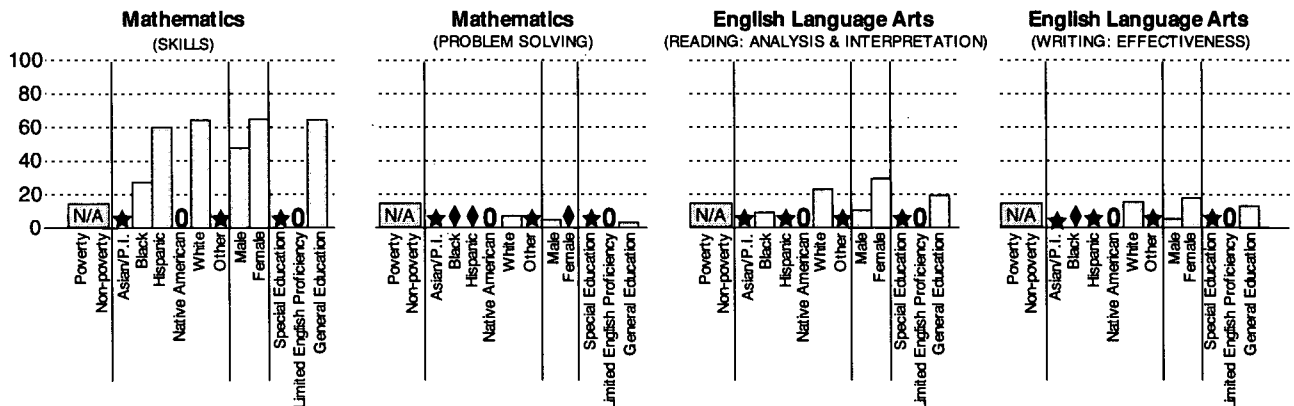 Mathematics
(SKILLS)
100
80
60
40
20
0
N/A
0
0
Poverty
Non-poverty
Asian/P.I.
Black
Hispanic
Native American
White
Other
Male
Female
Special Education
Limited English Proficiency
General Education
Mathematics
(PROBLEM SOLVING)
N/A
0
0
Poverty
Non-poverty
Asian/P.I.
Black
Hispanic
Native American
White
Other
Male
Female
Special Education
Limited English Proficiency
General Education
English Language Arts
(READING: ANALYSIS & INTERPRETATION)
N/A
0
0
Poverty
Non-poverty
Asian/P.I.
Black
Hispanic
Native American
White
Other
Male
Female
Special Education
Limited English Proficiency
General Education
English Language Arts
(WRITING: EFFECTIVENESS)
N/A
0
0
Poverty
Non-poverty
Asian/P.I.
Black
Hispanic
Native American
White
Other
Male
Female
Special Education
Limited English Proficiency
General Education